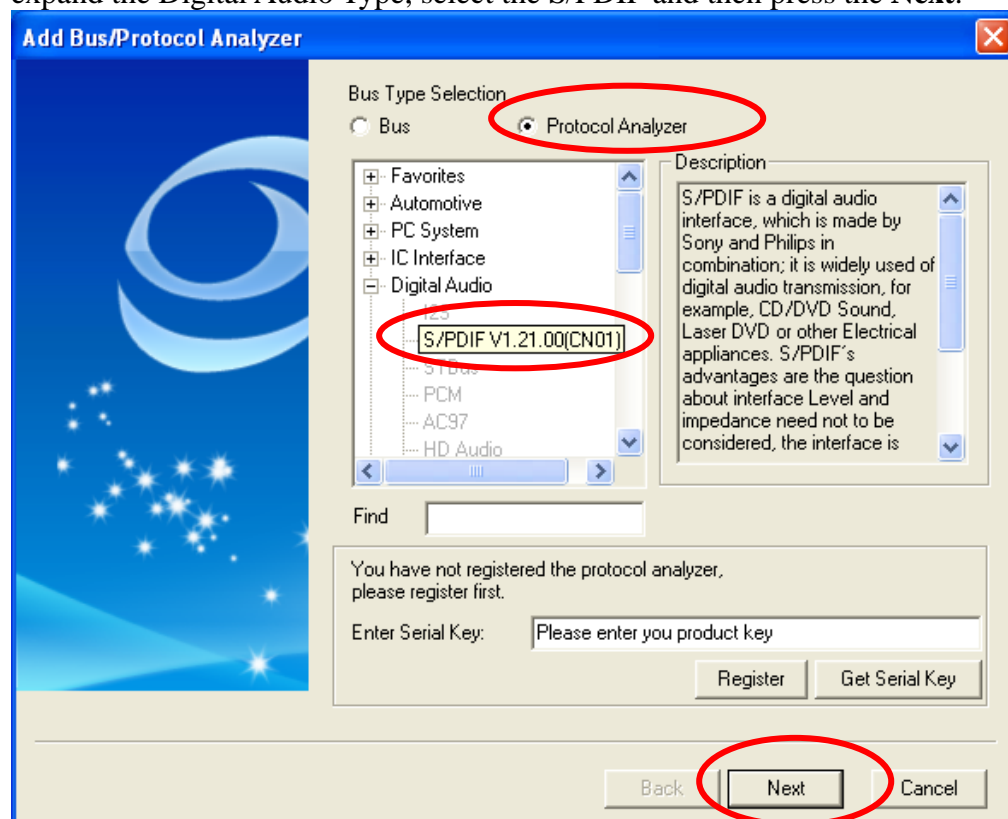 expand the Digital Audio Type, select the S/PDIF and then press the Next.
Add Bus/Protocol Analyzer
Bus Type Selection
Bus
Protocol Analyzer
Favorites
Automotive
PC System
IC Interface
Digital Audio
I2S
S/PDIF V1.21.00(CN01)
STBus
PCM
AC97
HD Audio
Description
S/PDIF is a digital audio
interface, which is made by
Sony and Philips in
combination; it is widely used of
digital audio transmission, for
example, CD/DVD Sound,
Laser DVD or other Electrical
appliances. S/PDIF's
advantages are the question
about interface Level and
impedance need not to be
considered, the interface is
Find
You have not registered the protocol analyzer,
please register first.
Enter Serial Key:
Please enter you product key
Register
Get Serial Key
Back
Next
Cancel